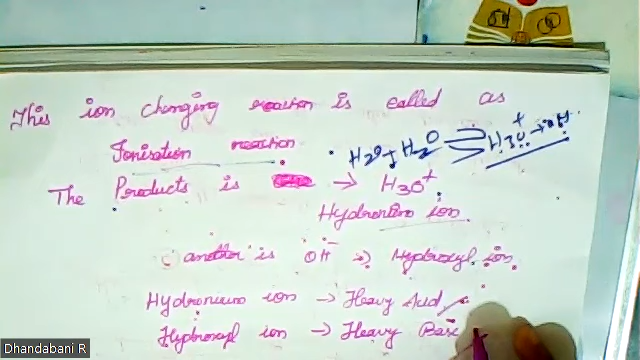 This ion changing reaction is called as
Ionisation reaction
H2O + H2O ⇌ H3O+ + OH-
The Products is → H3O+
Hydronium ion.
another is OH- => Hydroxyl ion.
Hydronium ion → Heavy Acid
Hydroxyl ion → Heavy Base
Dhandabani R